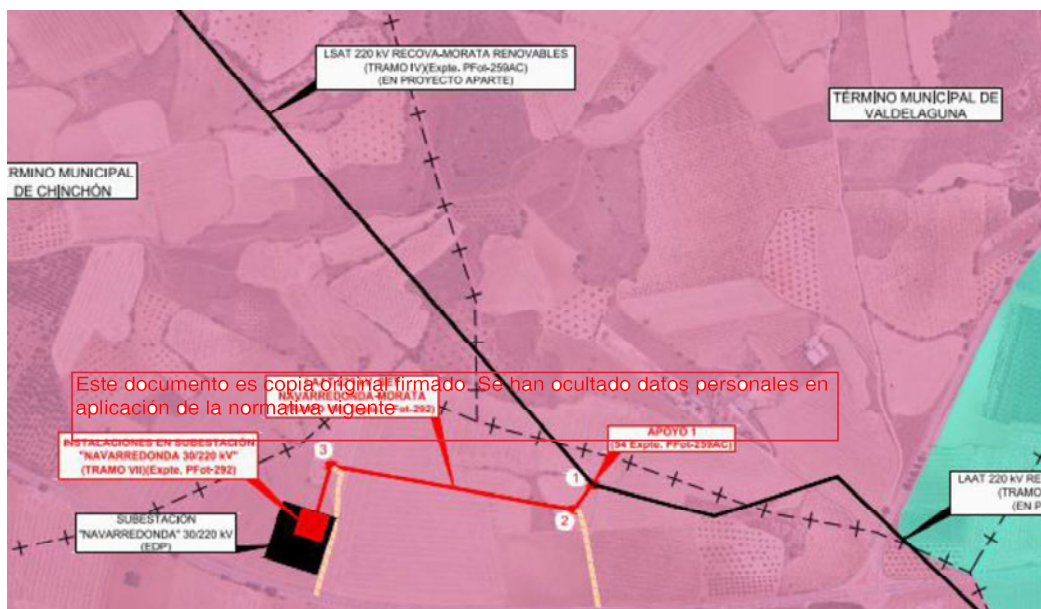 LSAT 220 kV RECOVA-MORATA RENOVABLES
(TRAMO IV)(Expte. PFot-259AC)
(EN PROYECTO APARTE)
TÉRMINO MUNICIPAL DE
VALDELAGUNA
RMINO MUNICIPAL
DE CHINCHÓN
Este documento es copia original firmado. Se han ocultado datos personales en
aplicación de la normativa vigente
NAVARREDONDA-MORATA
INSTALACIONES EN SUBESTACIÓN
"NAVARREDONDA 30/220 kV"
(TRAMO VII)(Expte. PFot-292)
APOYO 1
(54 Expte. PFot-259AC)
3
1
2
LAAT 220 kV RE
(TRAMO
(EN P
SUBESTACIÓN
"NAVARREDONDA" 30/220 kV
(EDP)